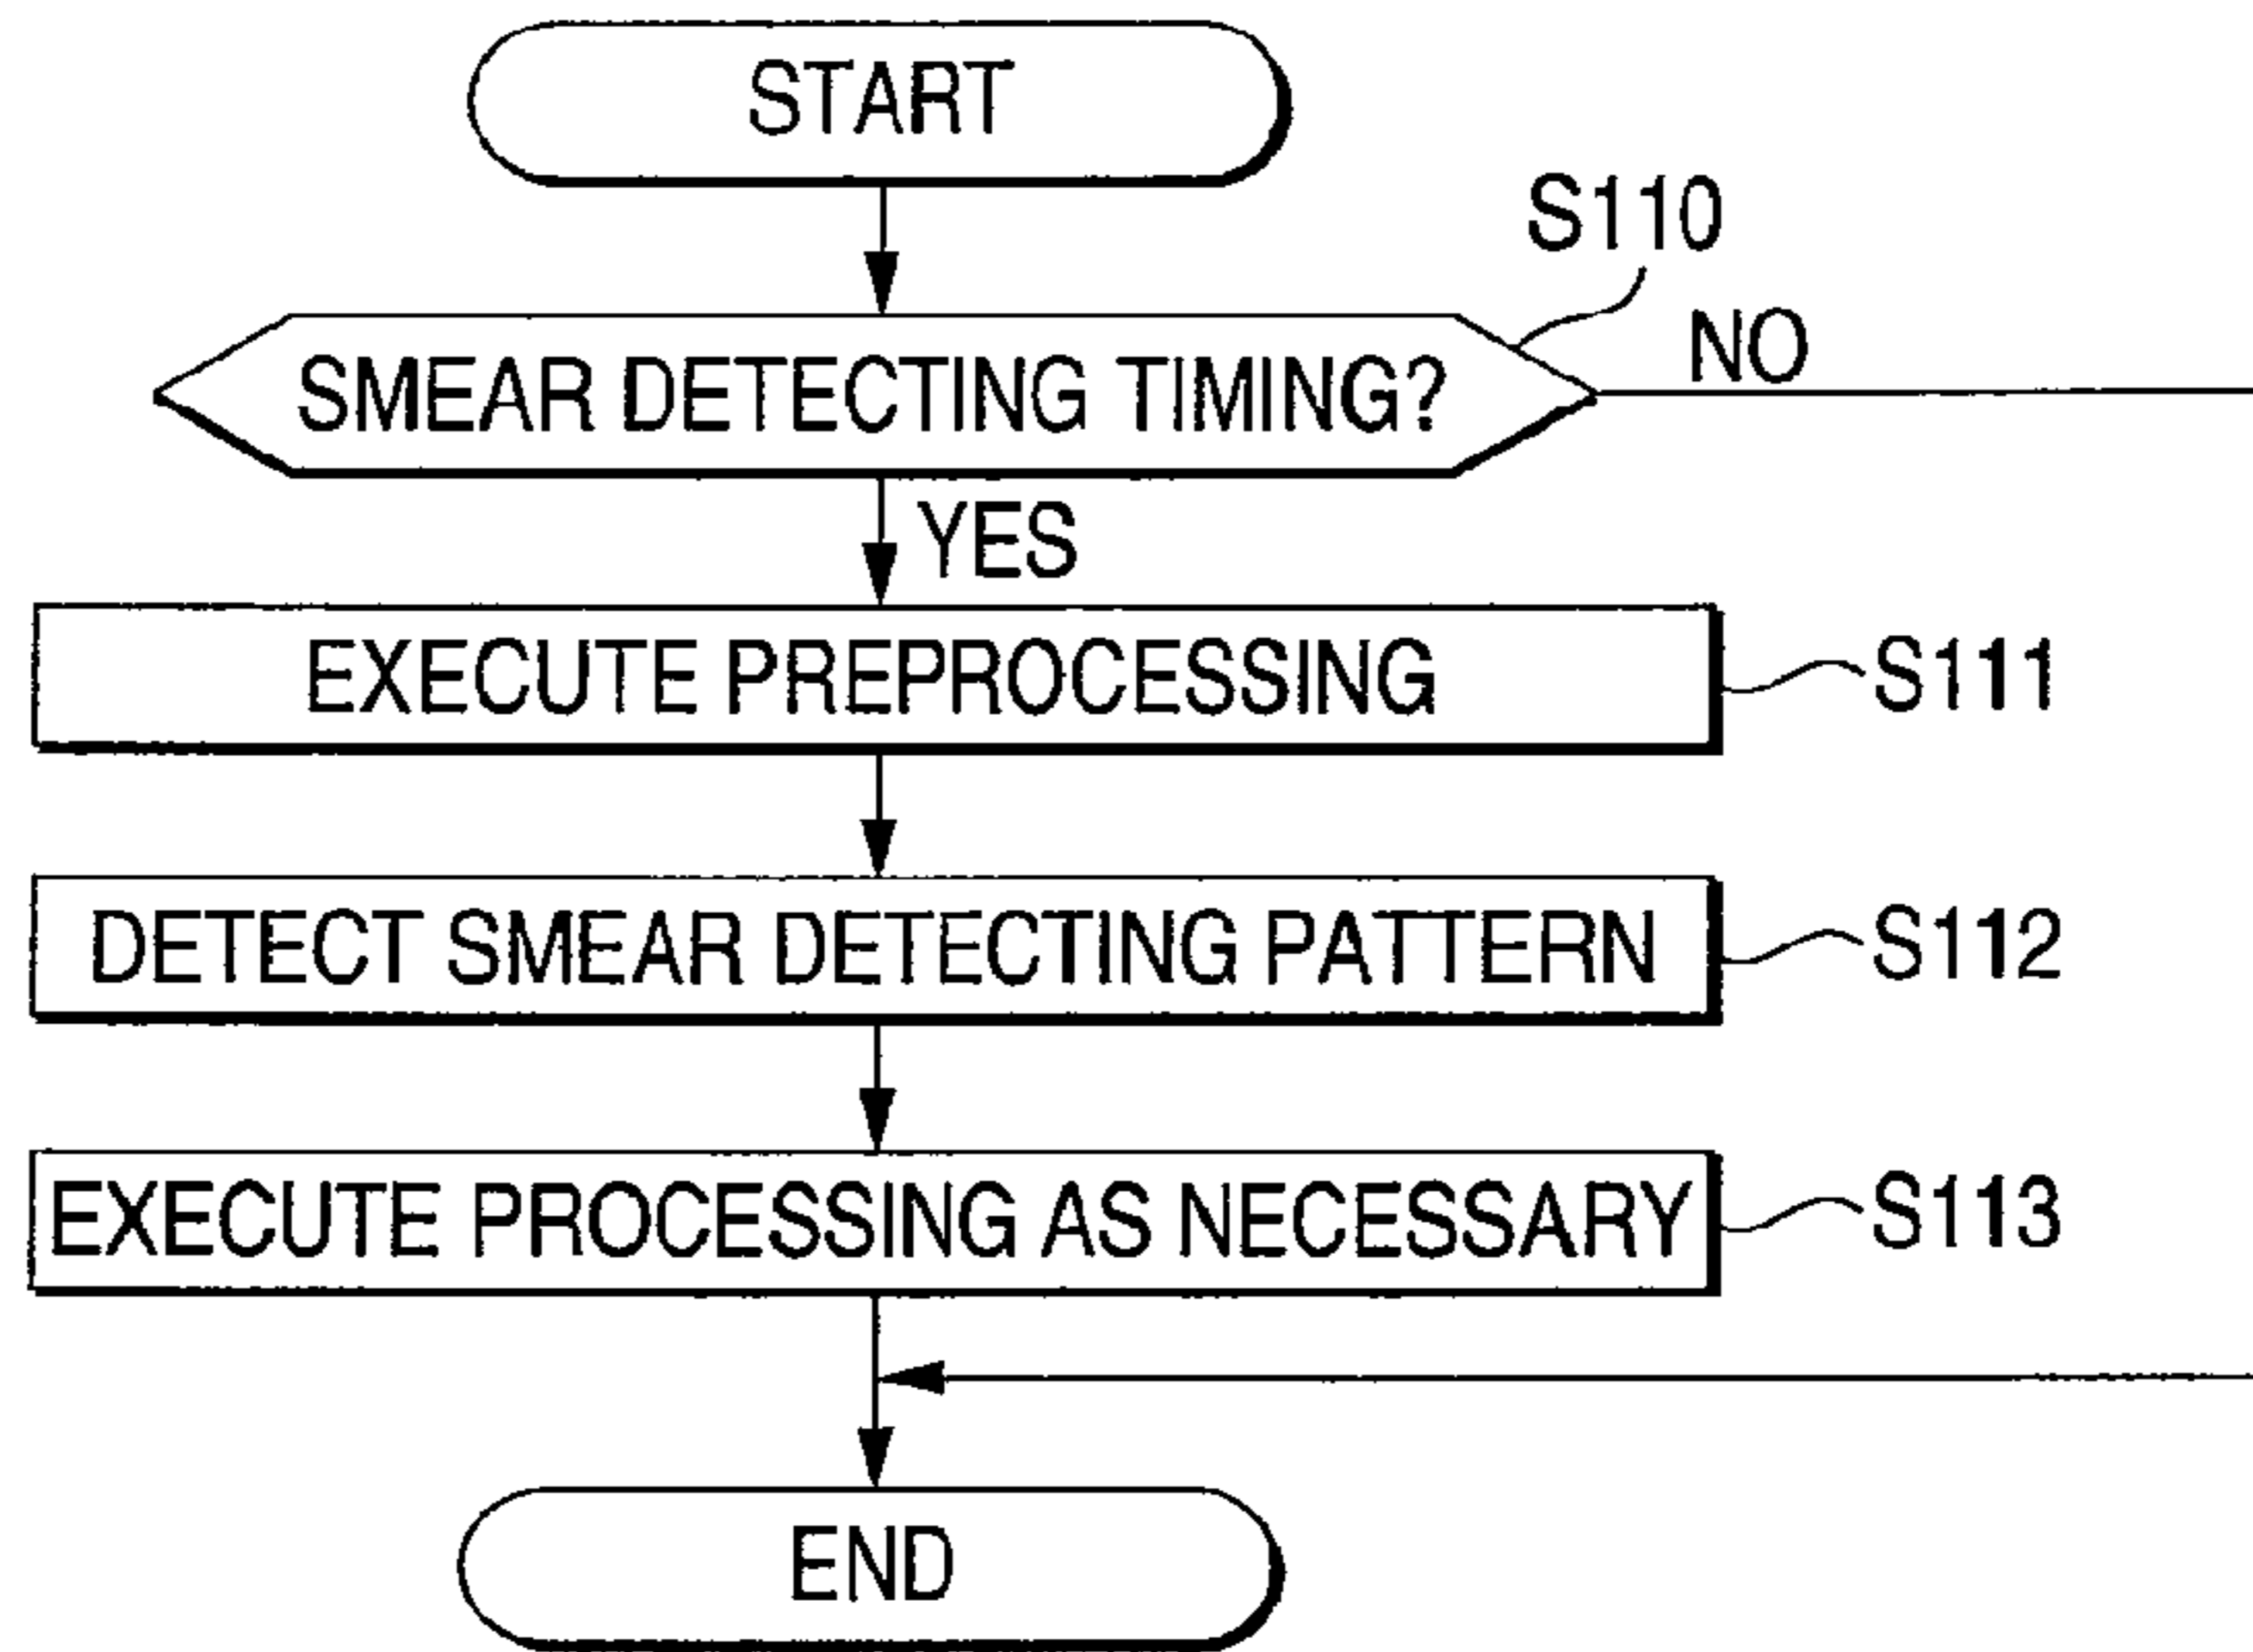 START
S110
SMEAR DETECTING TIMING?
NO
YES
EXECUTE PREPROCESSING
S111
DETECT SMEAR DETECTING PATTERN
S112
EXECUTE PROCESSING AS NECESSARY
S113
END